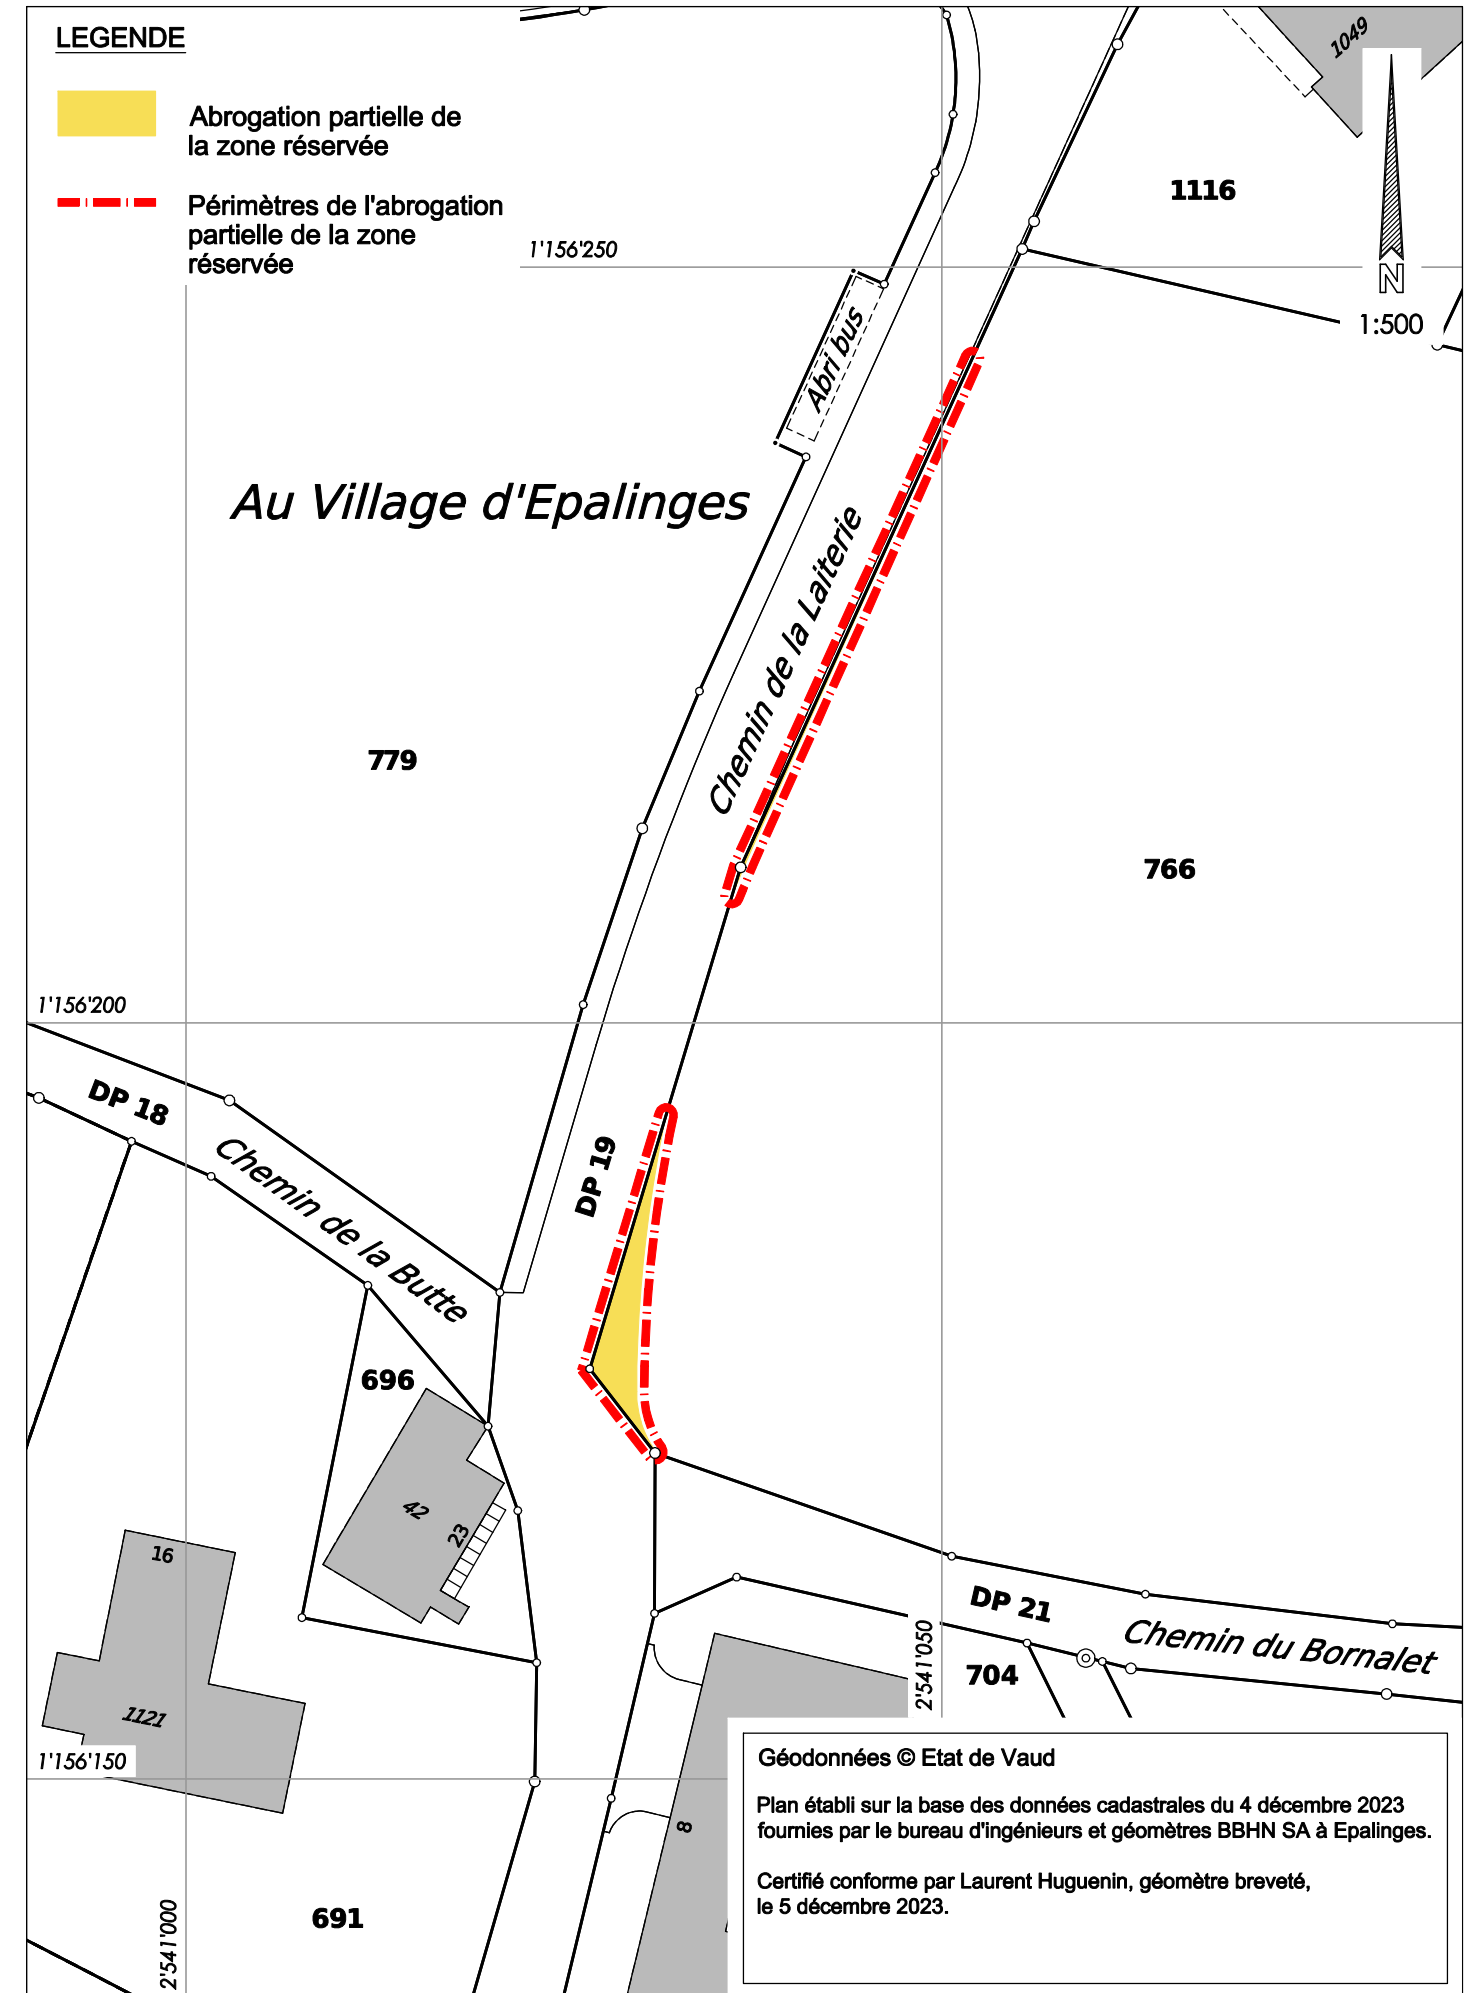 LEGENDE
Abrogation partielle de
la zone réservée
Périmètres de l'abrogation
partielle de la zone
réservée
1049
1116
N
1:500
1'156'250
Abri bus
Au Village d'Epalinges
Chemin de la Laiterie
779
766
1'156'200
DP 18
Chemin de la Butte
DP 19
696
42
23
16
1121
DP 21
Chemin du Bornalet
2'541'050
704
1'156'150
8
691
2'541'000
Géodonnées © Etat de Vaud
Plan établi sur la base des données cadastrales du 4 décembre 2023
fournies par le bureau d'ingénieurs et géomètres BBHN SA à Epalinges.
Certifié conforme par Laurent Huguenin, géomètre breveté,
le 5 décembre 2023.